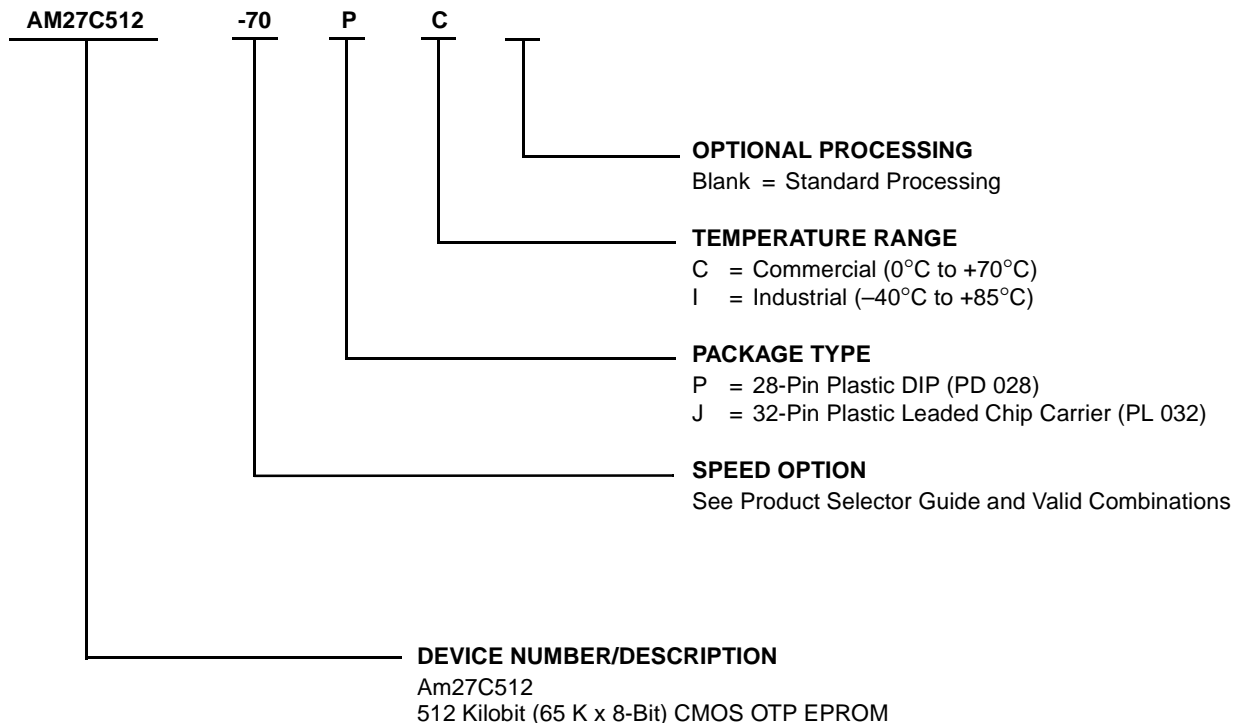 AM27C512 -70 P C
OPTIONAL PROCESSING
Blank = Standard Processing
TEMPERATURE RANGE
C = Commercial (0°C to +70°C)
I = Industrial (–40°C to +85°C)
PACKAGE TYPE
P = 28-Pin Plastic DIP (PD 028)
J = 32-Pin Plastic Leaded Chip Carrier (PL 032)
SPEED OPTION
See Product Selector Guide and Valid Combinations
DEVICE NUMBER/DESCRIPTION
Am27C512
512 Kilobit (65 K x 8-Bit) CMOS OTP EPROM